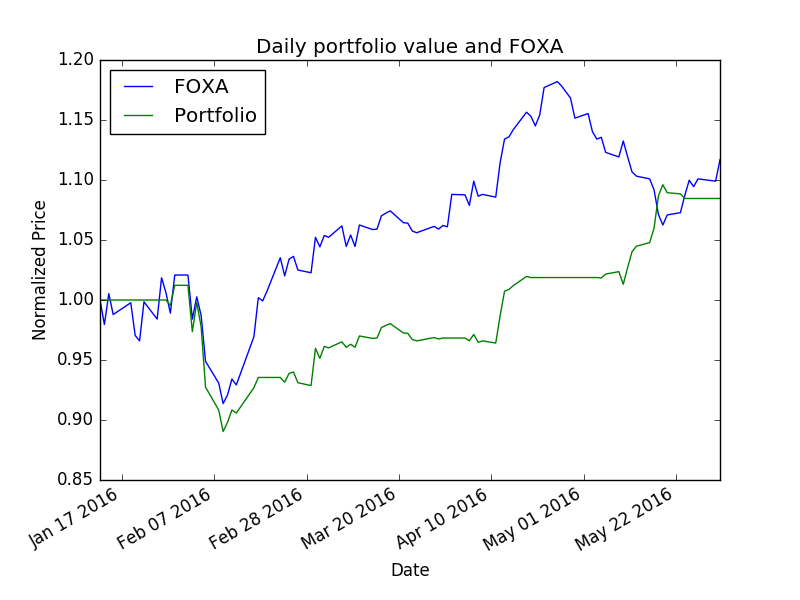 Daily portfolio value and FOXA
FOXA
Portfolio
1.20
1.15
1.10
1.05
1.00
0.95
0.90
0.85
Normalized Price
Jan 17 2016
Feb 07 2016
Feb 28 2016
Mar 20 2016
Apr 10 2016
May 01 2016
May 22 2016
Date